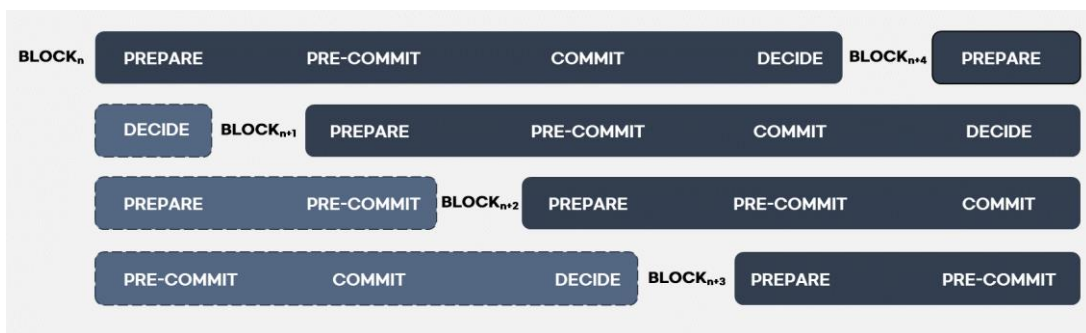 BLOCKₙ PREPARE PRE-COMMIT COMMIT DECIDE BLOCKₙ₊₄ PREPARE
DECIDE BLOCKₙ₊₁ PREPARE PRE-COMMIT COMMIT DECIDE
PREPARE PRE-COMMIT BLOCKₙ₊₂ PREPARE PRE-COMMIT COMMIT
PRE-COMMIT COMMIT DECIDE BLOCKₙ₊₃ PREPARE PRE-COMMIT